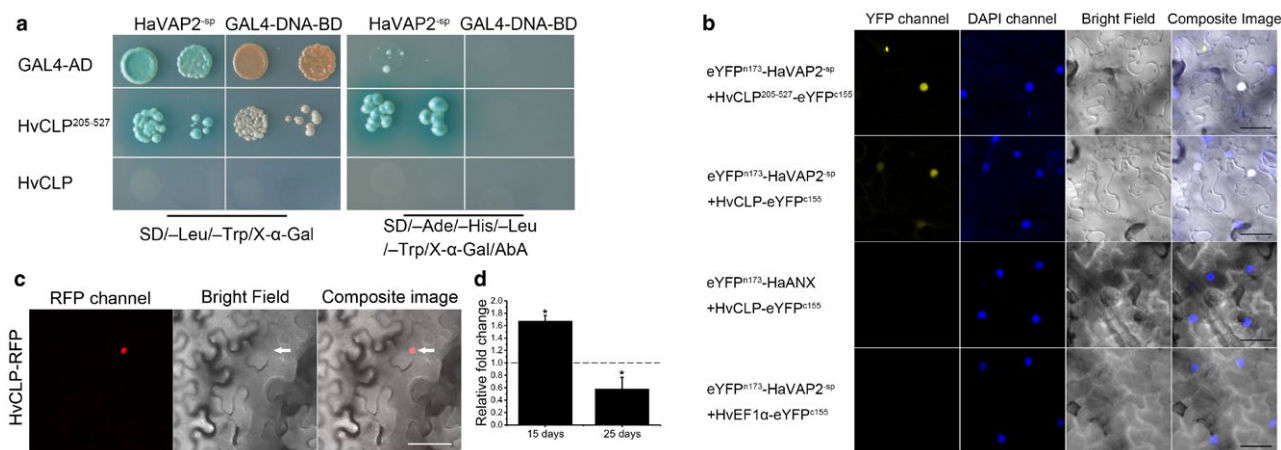 a
HaVAP2-sp GAL4-DNA-BD HaVAP2-sp GAL4-DNA-BD
GAL4-AD
HvCLP205-527
HvCLP
SD/–Leu/–Trp/X-α-Gal
SD/–Ade/–His/–Leu
/–Trp/X-α-Gal/AbA
b
YFP channel DAPI channel Bright Field Composite Image
eYFPn173-HaVAP2-sp
+HvCLP205-527-eYFPc155
eYFPn173-HaVAP2-sp
+HvCLP-eYFPc155
eYFPn173-HaANX
+HvCLP-eYFPc155
eYFPn173-HaVAP2-sp
+HvEF1α-eYFPc155
c
RFP channel Bright Field Composite image
HvCLP-RFP
d
Relative fold change
2.0
1.8
1.6
1.4
1.2
1.0
0.8
0.6
0.4
0.2
0.0
*
*
15 days 25 days